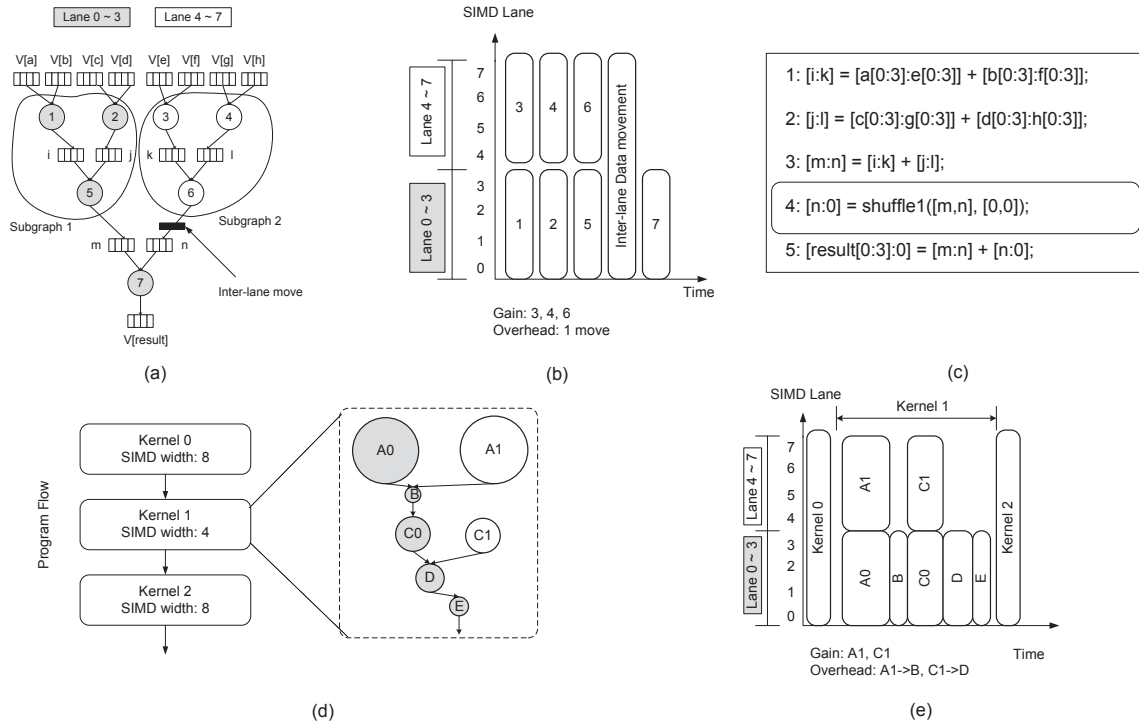 Lane 0 ~ 3
Lane 4 ~ 7
V[a] V[b] V[c] V[d] V[e] V[f] V[g] V[h]
1 2 3 4
i j k l
5 6
Subgraph 1
Subgraph 2
m n
7
Inter-lane move
V[result]
(a)
SIMD Lane
Lane 4 ~ 7
Lane 0 ~ 3
7
6
5
4
3
2
1
0
3 4 6
1 2 5
Inter-lane Data movement
7
Time
Gain: 3, 4, 6
Overhead: 1 move
(b)
1: [i:k] = [a[0:3]:e[0:3]] + [b[0:3]:f[0:3]];
2: [j:l] = [c[0:3]:g[0:3]] + [d[0:3]:h[0:3]];
3: [m:n] = [i:k] + [j:l];
4: [n:0] = shuffle1([m,n], [0,0]);
5: [result[0:3]:0] = [m:n] + [n:0];
(c)
Program Flow
Kernel 0
SIMD width: 8
Kernel 1
SIMD width: 4
Kernel 2
SIMD width: 8
A0 A1
B
C0 C1
D
E
(d)
SIMD Lane
Kernel 1
Lane 4 ~ 7
Lane 0 ~ 3
7
6
5
4
3
2
1
0
Kernel 0
A1 C1
A0 B C0 D E
Kernel 2
Time
Gain: A1, C1
Overhead: A1->B, C1->D
(e)